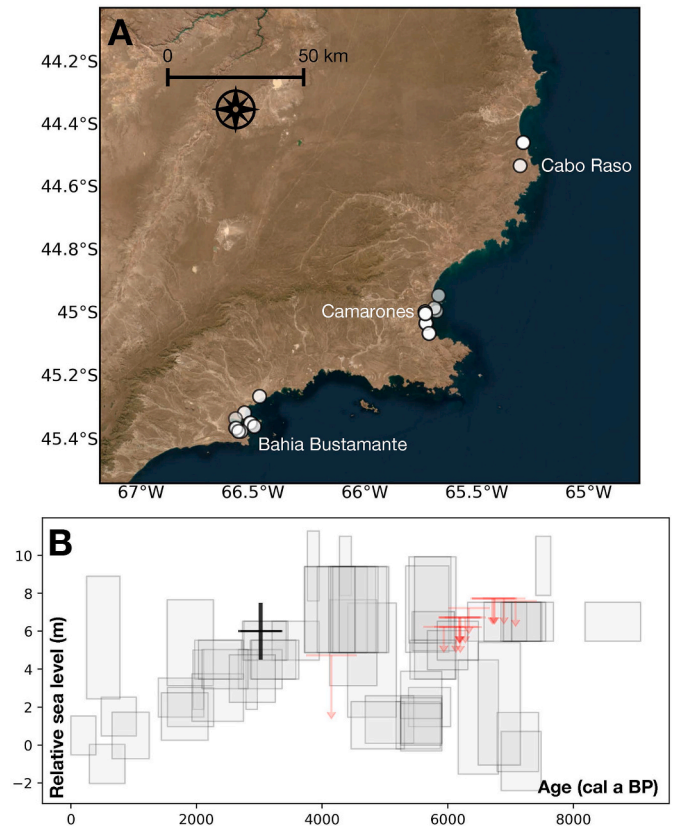 A
0 50 km
44.2°S
44.4°S
Cabo Raso
44.6°S
44.8°S
Camarones
45°S
45.2°S
45.4°S
Bahia Bustamante
67°W 66.5°W 66°W 65.5°W 65°W
B
10
8
6
4
2
0
−2
Relative sea level (m)
Age (cal a BP)
0 2000 4000 6000 8000